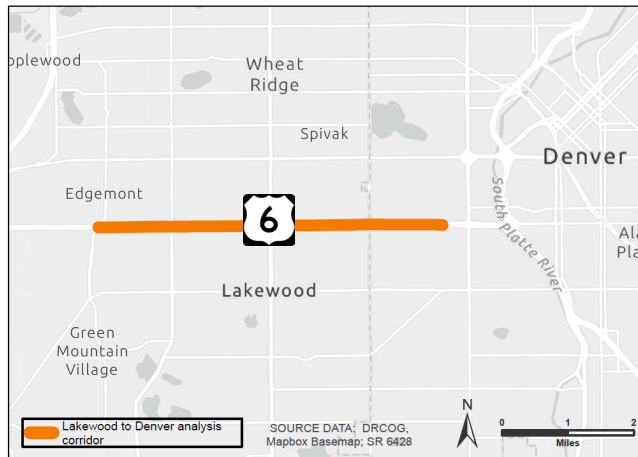 pplewood
Wheat
Ridge
Spivak
Denver
Edgemont
6
South Platte River
Ala
Pla
Lakewood
Green
Mountain
Village
Lakewood to Denver analysis
corridor
SOURCE DATA: DRCOG,
Mapbox Basemap; SR 6428
N
0 1 2
Miles